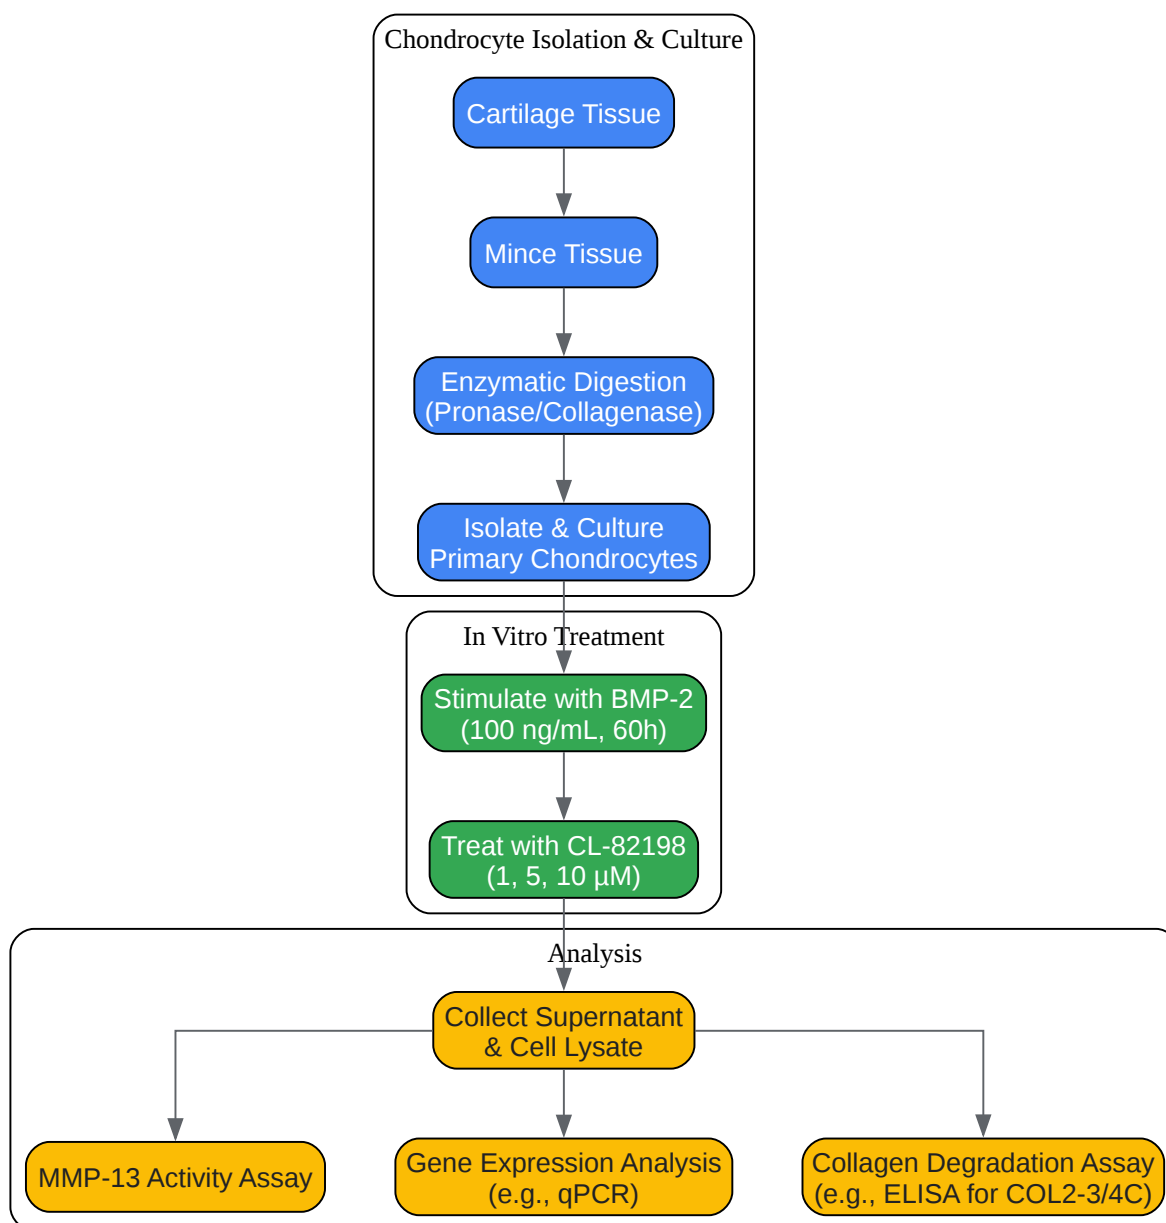 Chondrocyte Isolation & Culture
Cartilage Tissue
Mince Tissue
Enzymatic Digestion
(Pronase/Collagenase)
Isolate & Culture
Primary Chondrocytes
In Vitro Treatment
Stimulate with BMP-2
(100 ng/mL, 60h)
Treat with CL-82198
(1, 5, 10 µM)
Analysis
Collect Supernatant
& Cell Lysate
MMP-13 Activity Assay
Gene Expression Analysis
(e.g., qPCR)
Collagen Degradation Assay
(e.g., ELISA for COL2-3/4C)